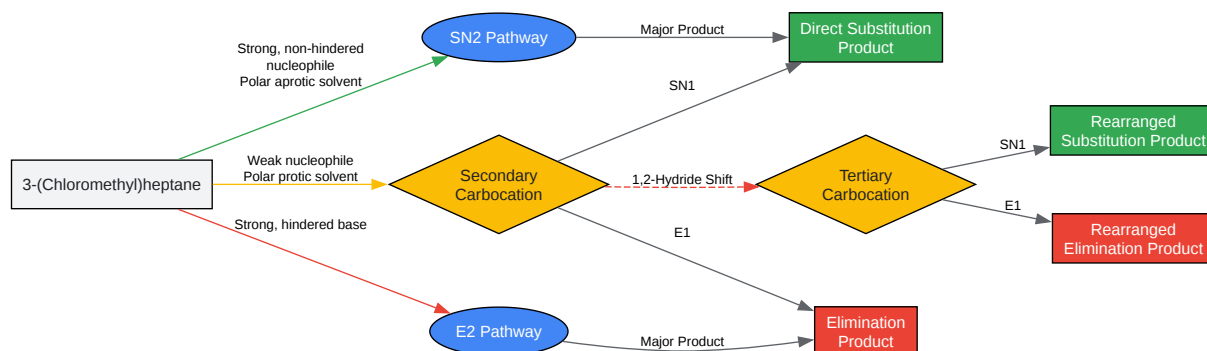 SN2 Pathway
Major Product
Direct Substitution
Product
Strong, non-hindered
nucleophile
Polar aprotic solvent
SN1
Rearranged
Substitution Product
SN1
3-(Chloromethyl)heptane
Weak nucleophile
Polar protic solvent
Secondary
Carbocation
1,2-Hydride Shift
Tertiary
Carbocation
E1
Rearranged
Elimination Product
Strong, hindered base
E1
E2 Pathway
Major Product
Elimination
Product